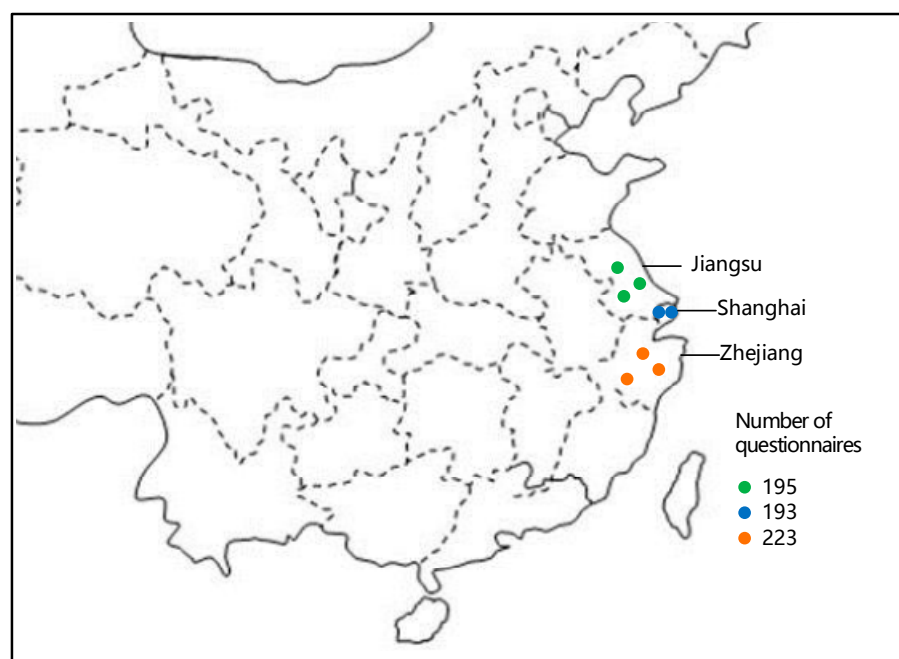 Jiangsu
Shanghai
Zhejiang
Number of
questionnaires
195
193
223